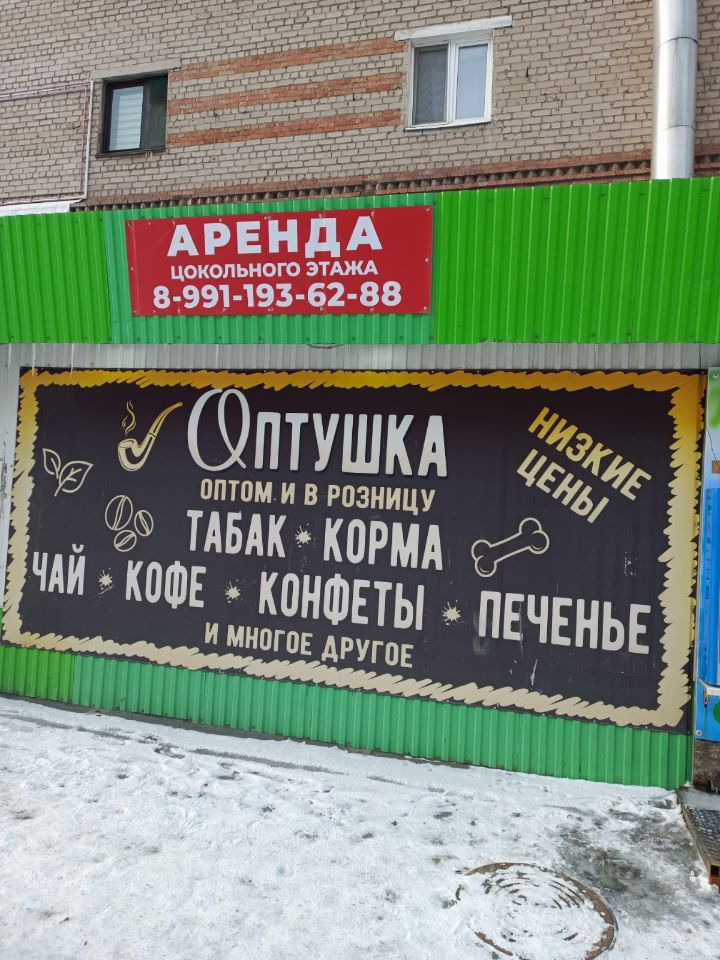 АРЕНДА
ЦОКОЛЬНОГО ЭТАЖА
8-991-193-62-88
ОПТУШКА
НИЗКИЕ
ЦЕНЫ
ОПТОМ И В РОЗНИЦУ
ТАБАК * КОРМА
ЧАЙ * КОФЕ * КОНФЕТЫ * ПЕЧЕНЬЕ
И МНОГОЕ ДРУГОЕ